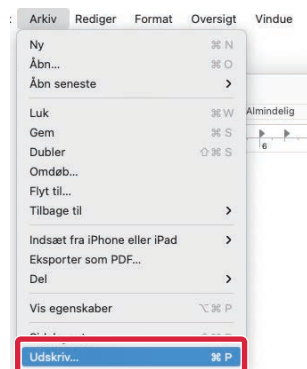 Arkiv Rediger Format Oversigt Vindue
Ny ⌘ N
Åbn... ⌘ O
Åbn seneste >
Luk ⌘ W
Almindelig
Gem ⌘ S
Dubler ⇧ ⌘ S
6
Omdøb...
Flyt til...
Tilbage til >
Indsæt fra iPhone eller iPad >
Eksporter som PDF...
Del >
Vis egenskaber ⌥ ⌘ P
Udskriv... ⌘ P